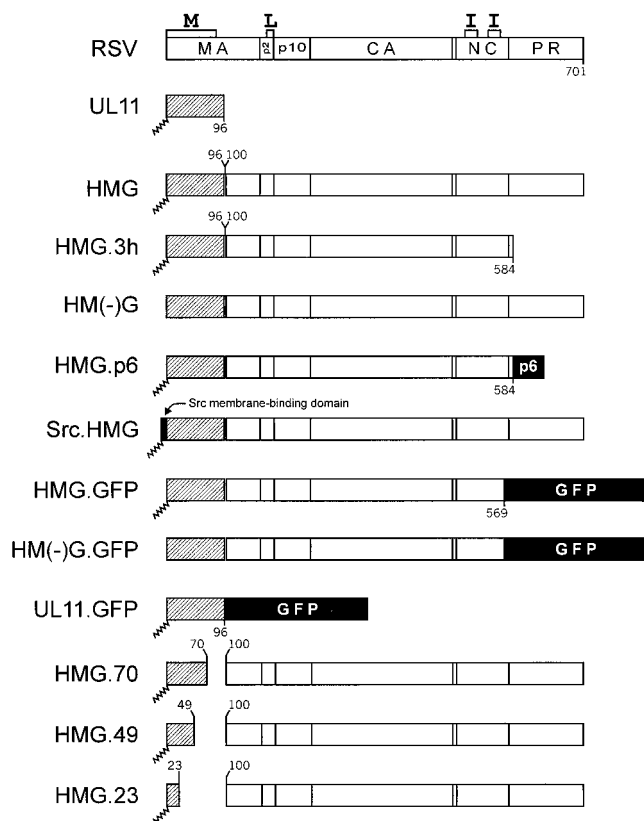 M L I I
RSV MA p2 p10 CA NC PR
701
UL11
96
96 100
HMG
96 100
HMG.3h
584
HM(-)G
HMG.p6 p6
584
Src membrane-binding domain
Src.HMG
HMG.GFP GFP
569
HM(-)G.GFP GFP
UL11.GFP GFP
96
70 100
HMG.70
49 100
HMG.49
23 100
HMG.23